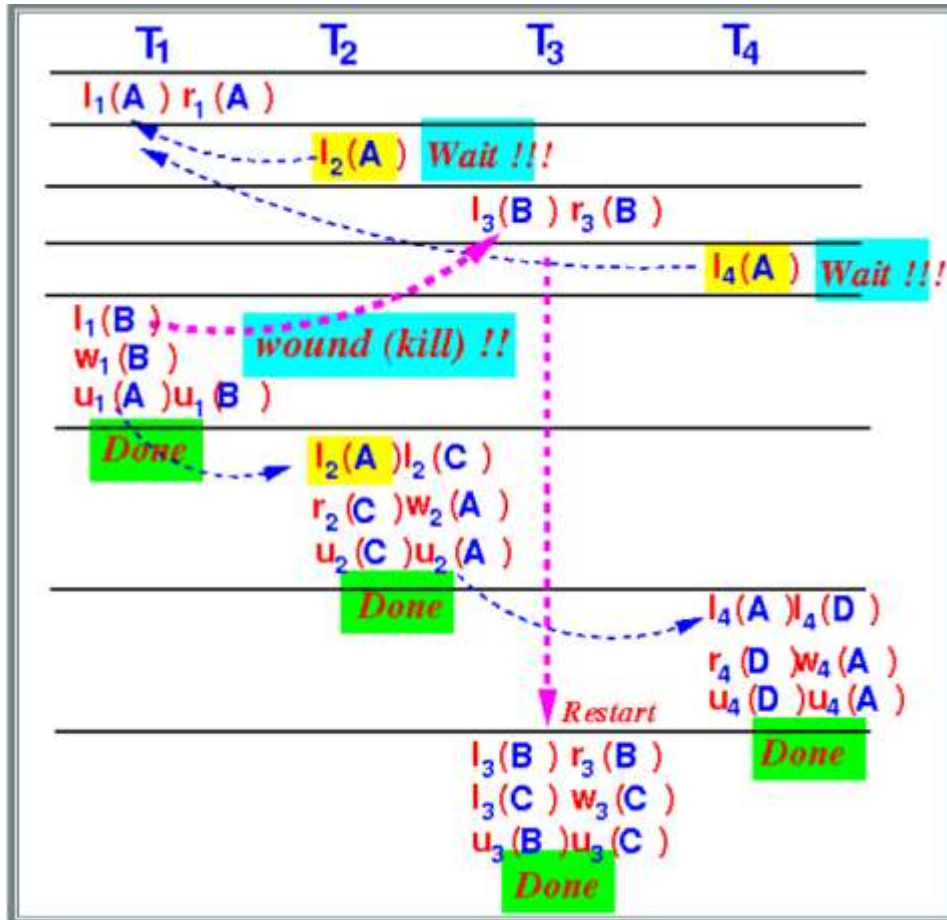 T1 T2 T3 T4
l1(A) r1(A)
l2(A) Wait !!!
l3(B) r3(B)
l4(A) Wait !!!
l1(B)
wound (kill) !!
w1(B)
u1(A)u1(B)
Done
l2(A)l2(C)
r2(C)w2(A)
u2(C)u2(A)
Done
l4(A)l4(D)
r4(D)w4(A)
u4(D)u4(A)
Restart
Done
l3(B) r3(B)
l3(C) w3(C)
u3(B)u3(C)
Done